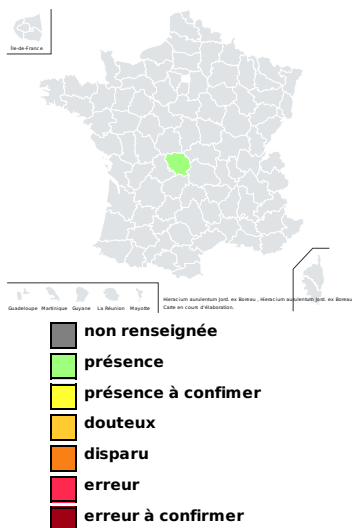 Île-de-France
Guadeloupe Martinique Guyane La Réunion Mayotte
Hieracium aurulentum Jord. ex Boreau , Hieracium aurulentum Jord. ex Boreau
Carte en cours d'élaboration.
non renseignée
présence
présence à confimer
douteux
disparu
erreur
erreur à confirmer